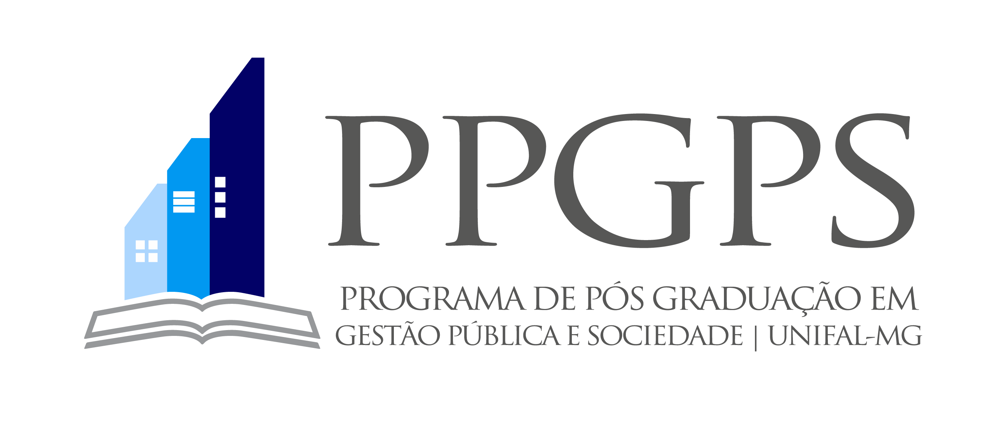 PPGPS
PROGRAMA DE PÓS GRADUAÇÃO EM
GESTÃO PÚBLICA E SOCIEDADE | UNIFAL-MG